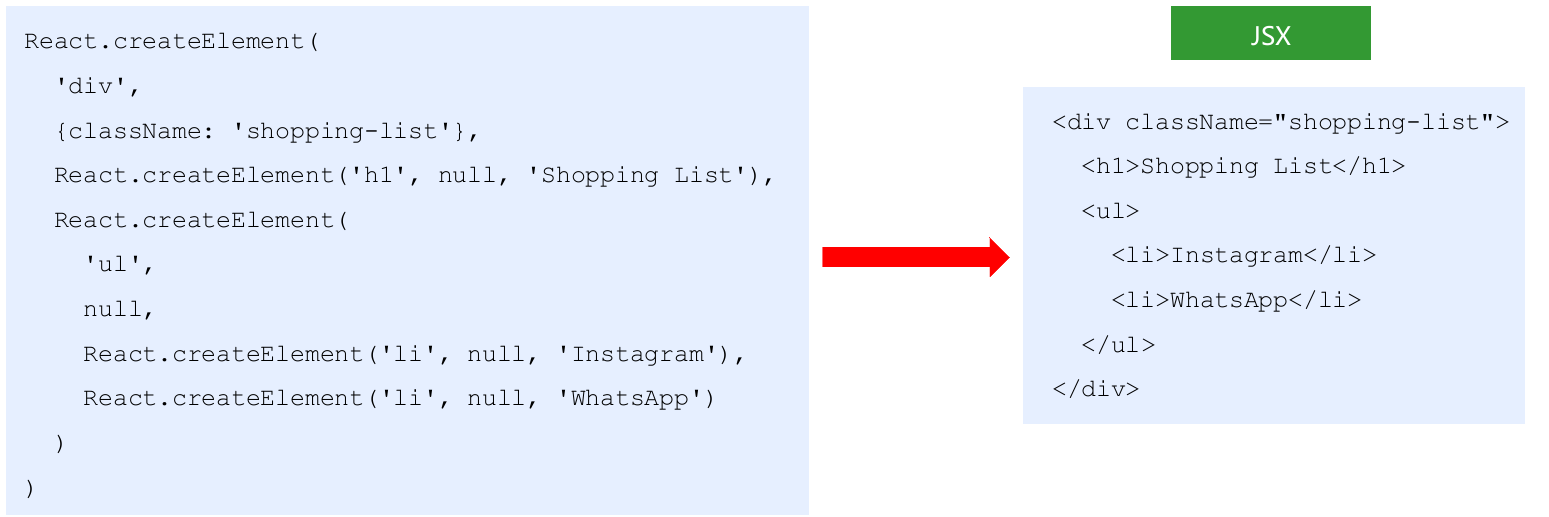 React.createElement(
  'div',
  {className: 'shopping-list'},
  React.createElement('h1', null, 'Shopping List'),
  React.createElement(
    'ul',
    null,
    React.createElement('li', null, 'Instagram'),
    React.createElement('li', null, 'WhatsApp')
  )
)
JSX
<div className="shopping-list">
  <h1>Shopping List</h1>
  <ul>
    <li>Instagram</li>
    <li>WhatsApp</li>
  </ul>
</div>